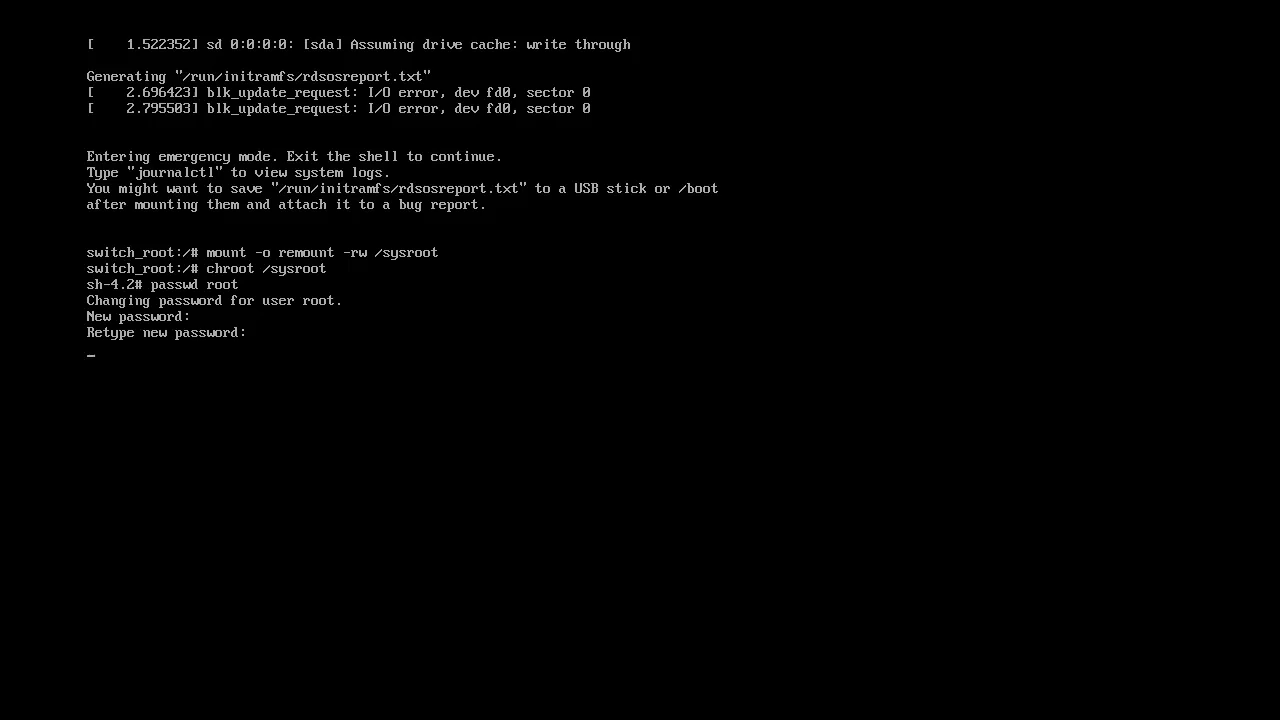 [    1.522352] sd 0:0:0:0: [sda] Assuming drive cache: write through
Generating "/run/initramfs/rdsosreport.txt"
[    2.696423] blk_update_request: I/O error, dev fd0, sector 0
[    2.795503] blk_update_request: I/O error, dev fd0, sector 0
Entering emergency mode. Exit the shell to continue.
Type "journalctl" to view system logs.
You might want to save "/run/initramfs/rdsosreport.txt" to a USB stick or /boot
after mounting them and attach it to a bug report.
switch_root:/# mount -o remount -rw /sysroot
switch_root:/# chroot /sysroot
sh-4.2# passwd root
Changing password for user root.
New password:
Retype new password:
_